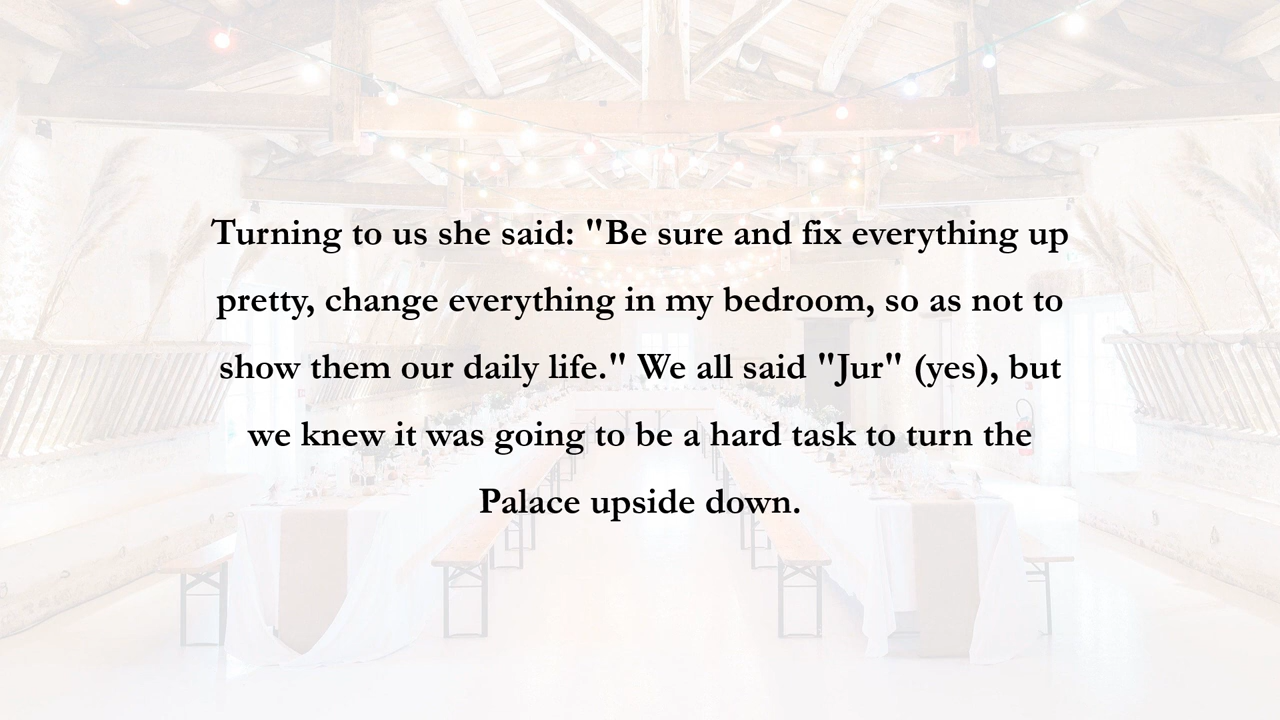 Turning to us she said: "Be sure and fix everything up
pretty, change everything in my bedroom, so as not to
show them our daily life." We all said "Jur" (yes), but
we knew it was going to be a hard task to turn the
Palace upside down.